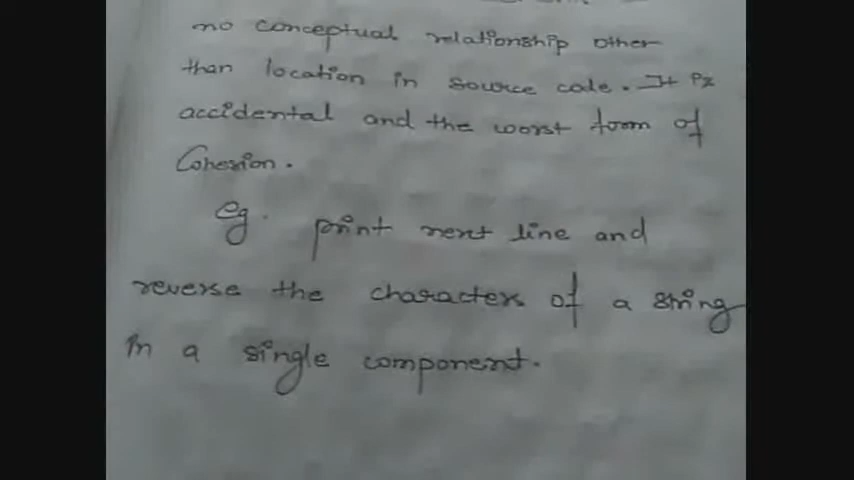 no conceptual relationship other
than location in source code. It is
accidental and the worst form of
Cohesion.
eg. print next line and
reverse the characters of a string
in a single component.